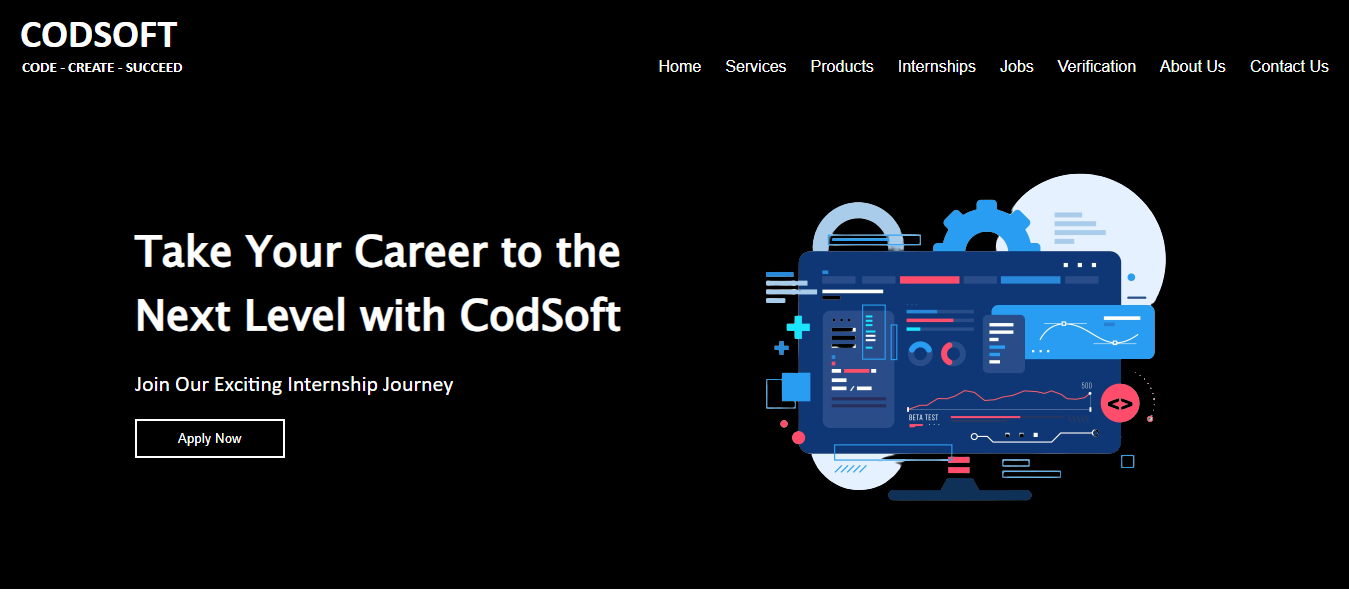 CODSOFT
CODE - CREATE - SUCCEED
Home Services Products Internships Jobs Verification About Us Contact Us
Take Your Career to the
Next Level with CodSoft
Join Our Exciting Internship Journey
Apply Now
500
<>
BETA TEST